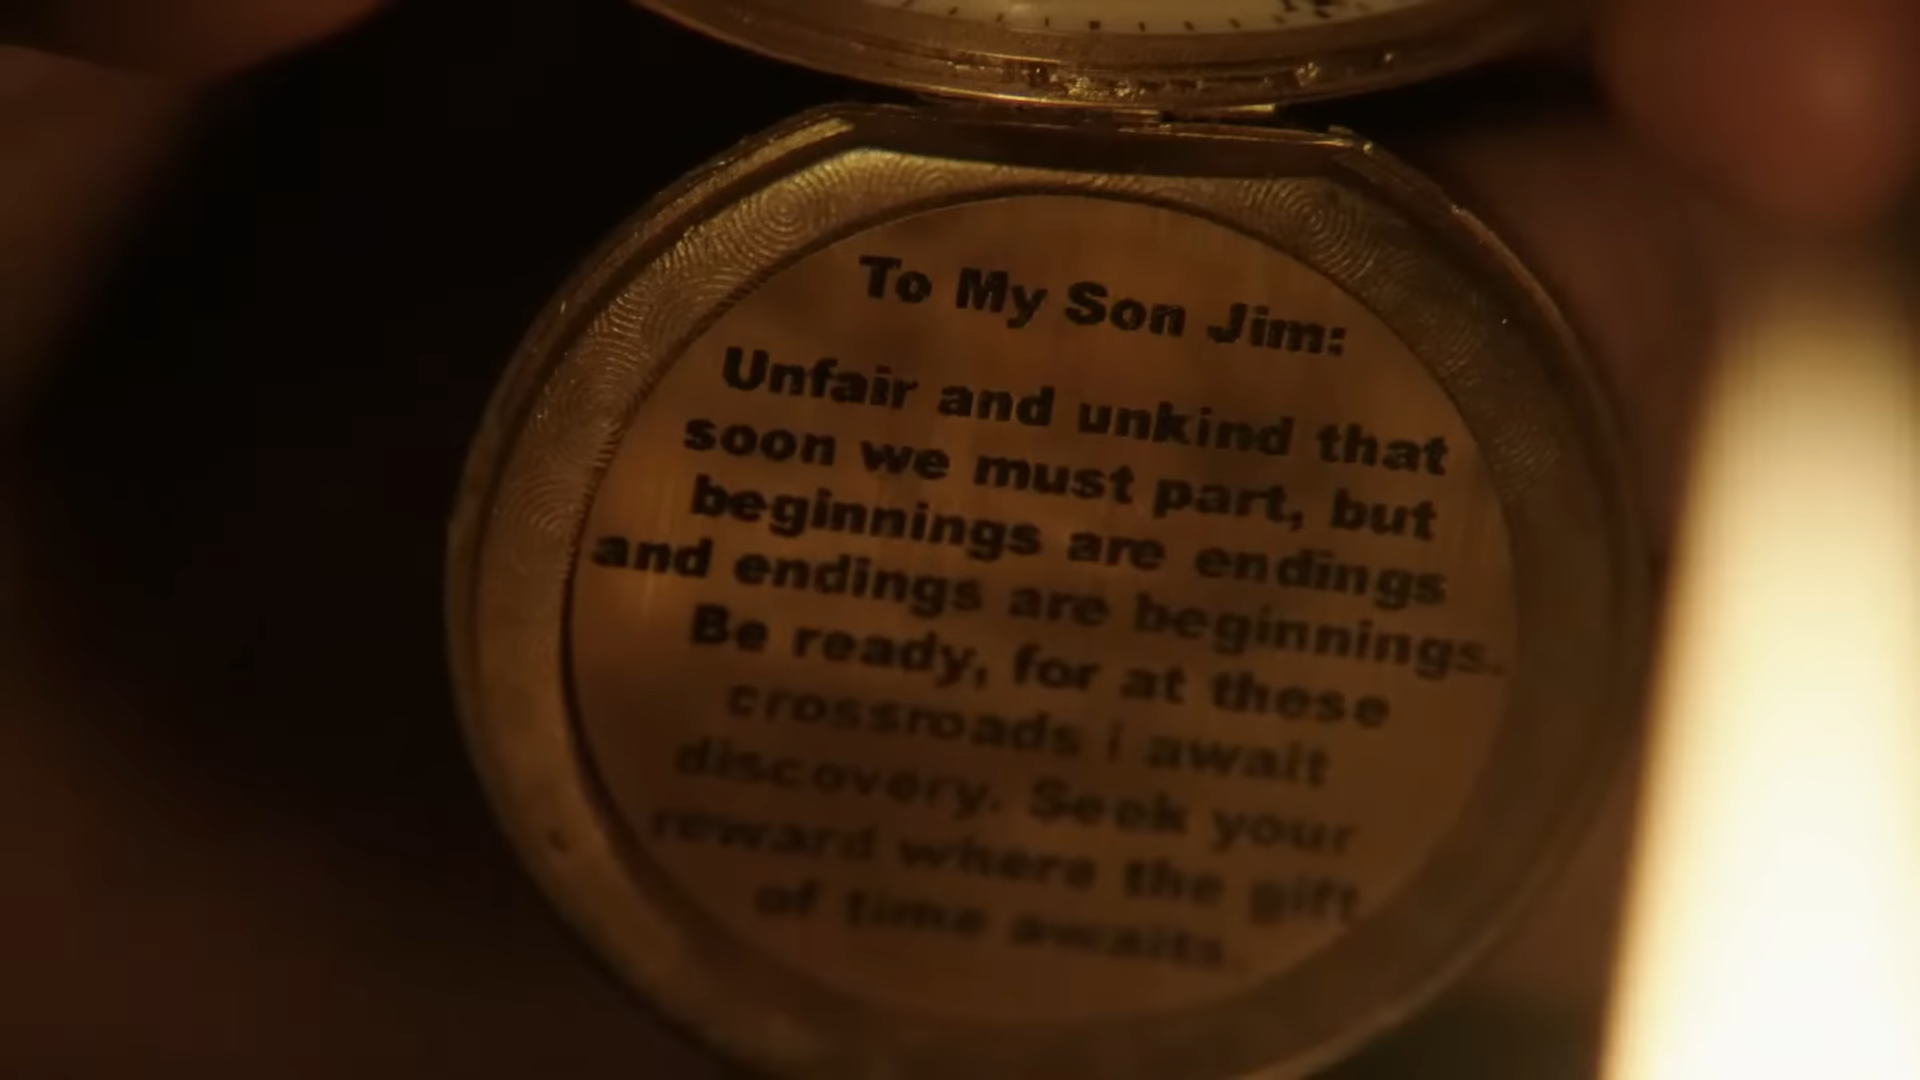 To My Son Jim:
Unfair and unkind that
soon we must part, but
beginnings are endings
and endings are beginnings.
Be ready, for at these
crossroads i await
discovery. Seek your
reward where the gift
of time awaits.